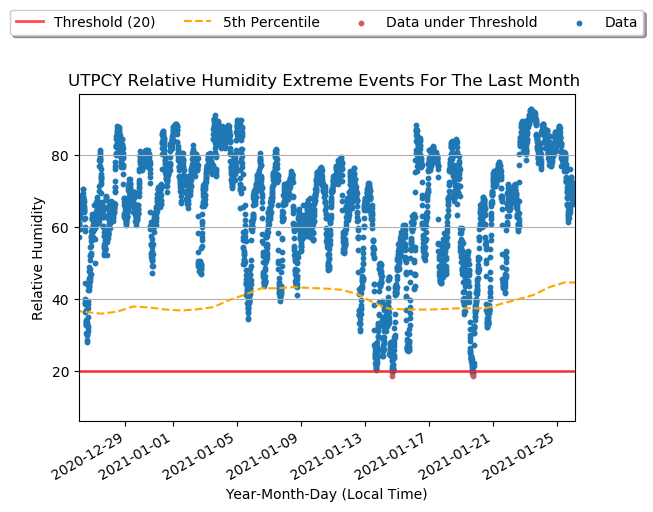 Threshold (20) 5th Percentile Data under Threshold Data
UTPCY Relative Humidity Extreme Events For The Last Month
Relative Humidity
80
60
40
20
2020-12-29 2021-01-01 2021-01-05 2021-01-09 2021-01-13 2021-01-17 2021-01-21 2021-01-25
Year-Month-Day (Local Time)